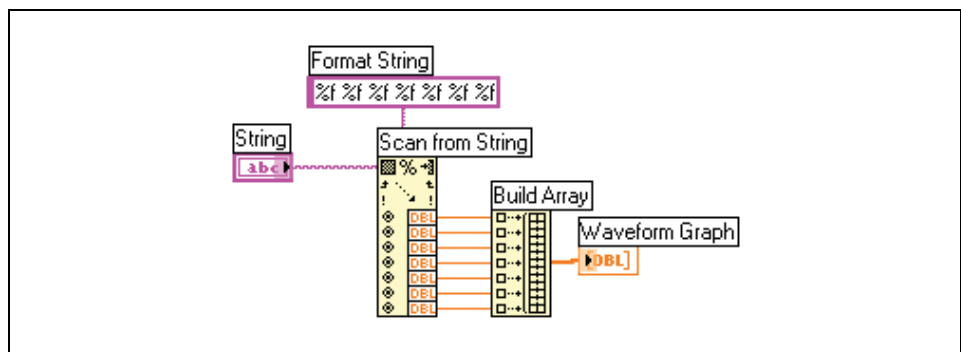 Format String
%f %f %f %f %f %f %f
String
abc
Scan from String
%
DBL
DBL
DBL
DBL
DBL
DBL
DBL
Build Array
Waveform Graph
DBL]